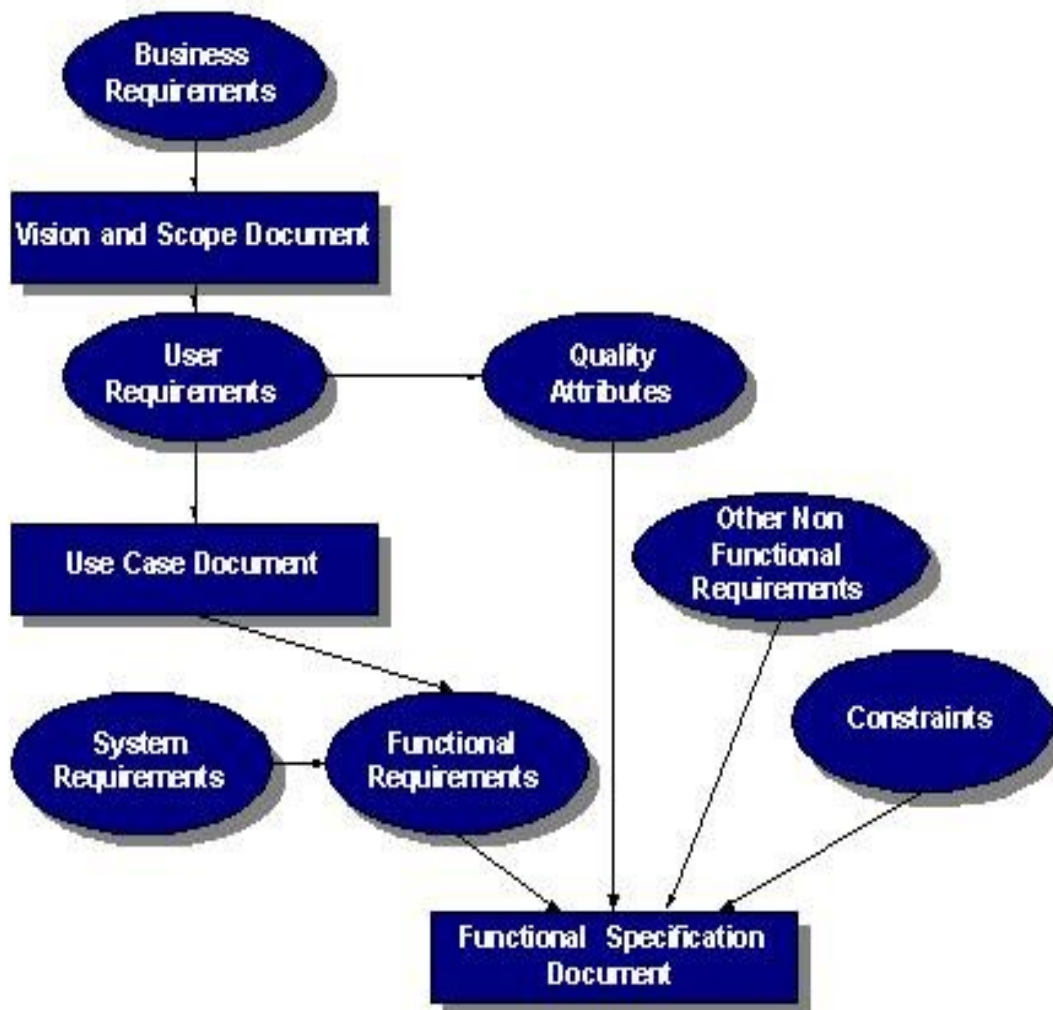 Business
Requirements
Vision and Scope Document
User
Requirements
Quality
Attributes
Use Case Document
Other Non
Functional
Requirements
System
Requirements
Functional
Requirements
Constraints
Functional Specification
Document